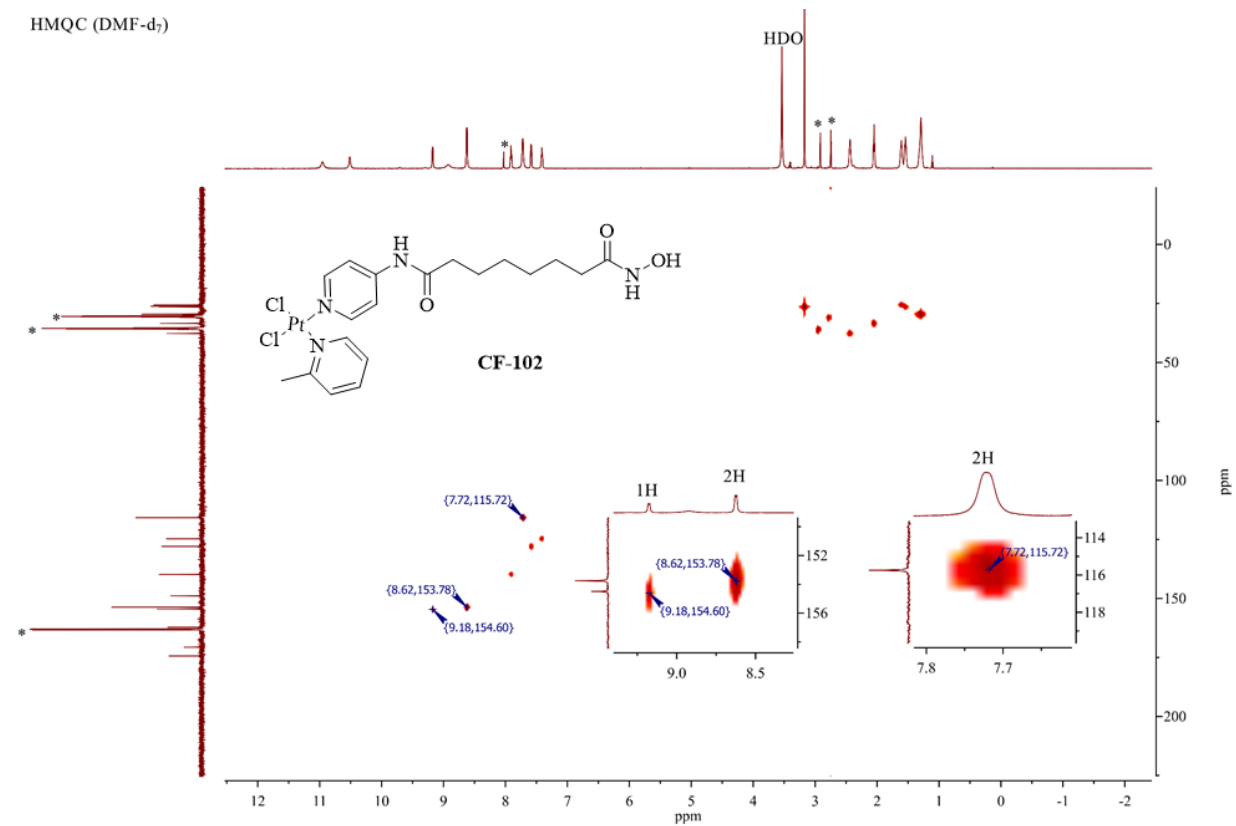 HMQC (DMF-d₇)
HDO
*
*
*
*
*
*
O
H
N
O
N
H
OH
Cl
Cl
Pt
N
N
CF-102
{7.72,115.72}
{8.62,153.78}
{9.18,154.60}
1H
2H
{8.62,153.78}
{9.18,154.60}
152
156
9.0
8.5
2H
{7.72,115.72}
114
116
118
7.8
7.7
0
50
100
150
200
ppm
12 11 10 9 8 7 6 5 4 3 2 1 0 -1 -2
ppm